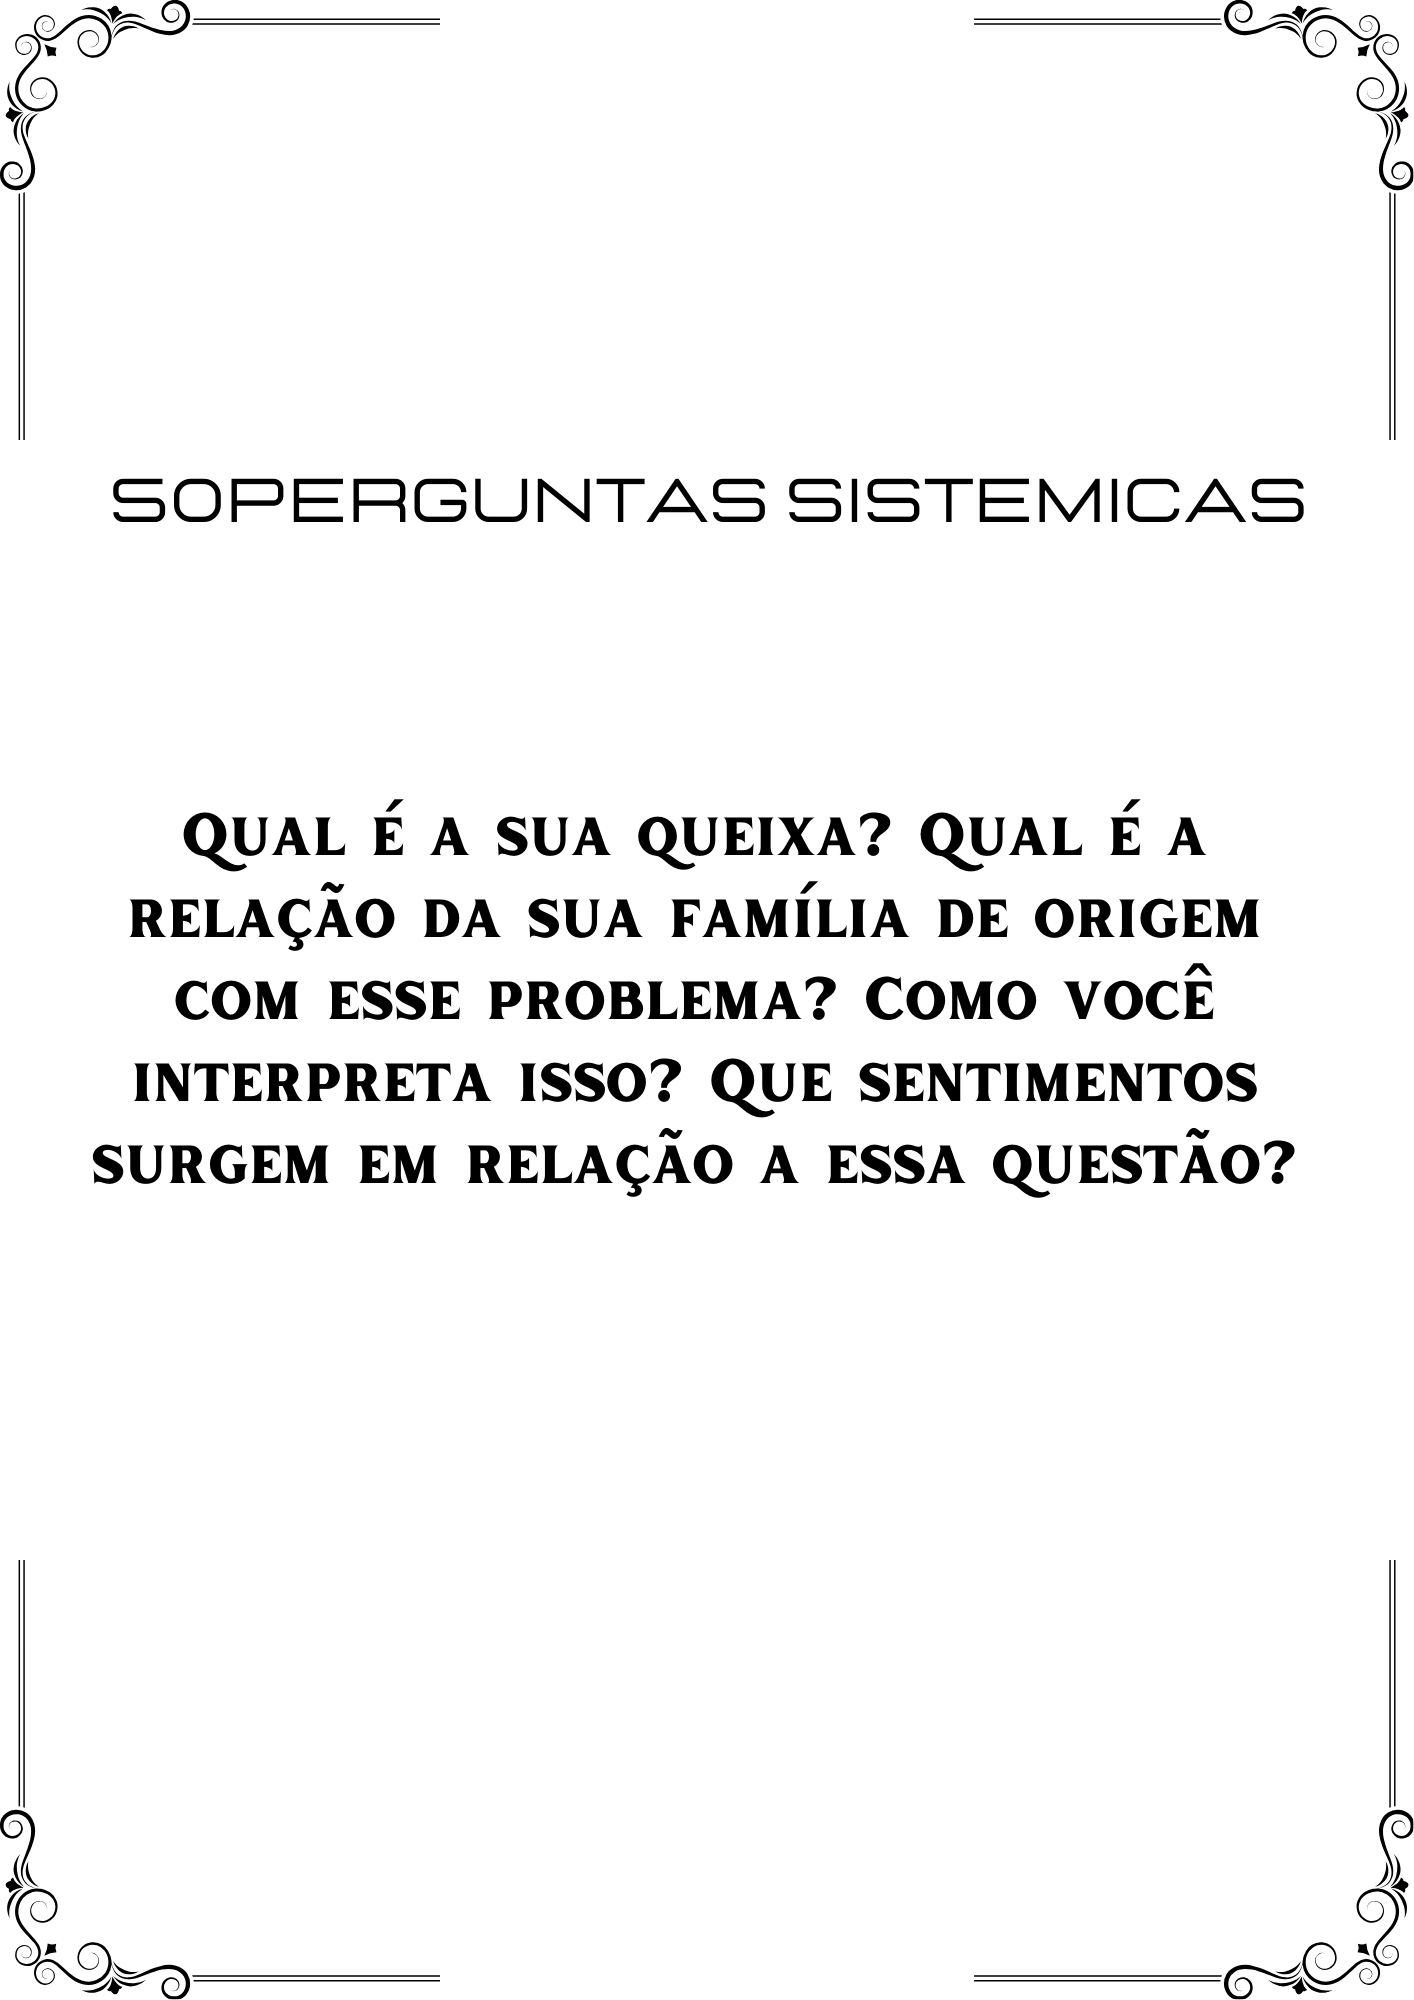 SOPERGUNTAS SISTEMICAS
Qual é a sua queixa? Qual é a
relação da sua família de origem
com esse problema? Como você
interpreta isso? Que sentimentos
surgem em relação a essa questão?